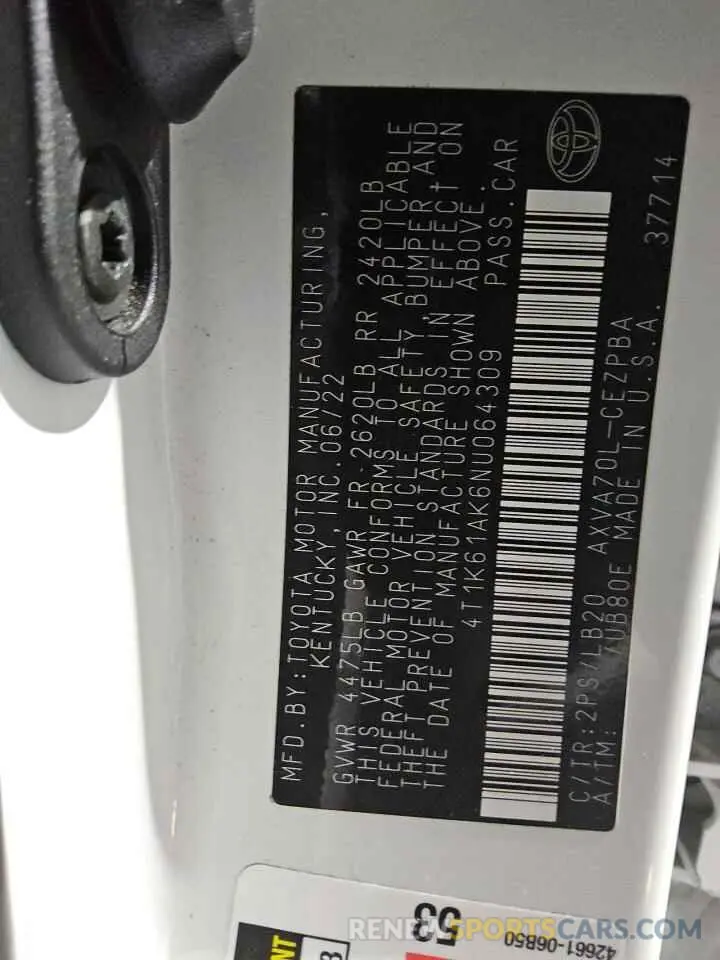 MFD.BY:TOYOTA MOTOR MANUFACTURING,
KENTUCKY, INC. 06/22
GVWR 4475LB GAWR FR 2620LB RR 2420LB
THIS VEHICLE CONFORMS TO ALL APPLICABLE
FEDERAL MOTOR VEHICLE SAFETY, BUMPER AND
THEFT PREVENTION STANDARDS IN EFFECT ON
THE DATE OF MANUFACTURE SHOWN ABOVE.
4T1K61AK6NU064309 PASS.CAR
C/TR:2PS/LB20 AXVA70L-CEZPBA
A/TM: /UB80E MADE IN U.S.A. 37714
53
42661-06B50
RENEWSPORTSCARS.COM